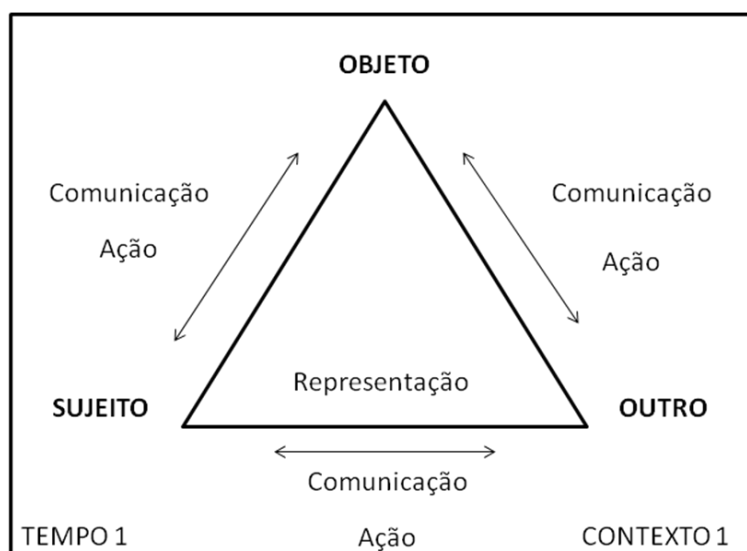 OBJETO
Comunicação
Ação
Comunicação
Ação
Representação
SUJEITO
OUTRO
Comunicação
Ação
TEMPO 1
CONTEXTO 1